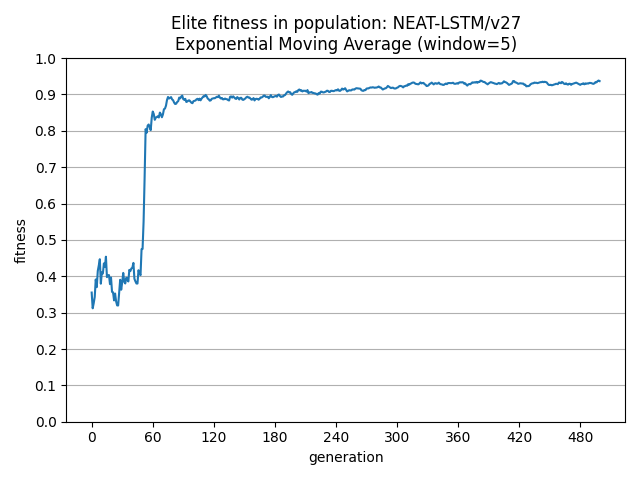 Elite fitness in population: NEAT-LSTM/v27
Exponential Moving Average (window=5)
fitness
1.0
0.9
0.8
0.7
0.6
0.5
0.4
0.3
0.2
0.1
0.0
0 60 120 180 240 300 360 420 480
generation